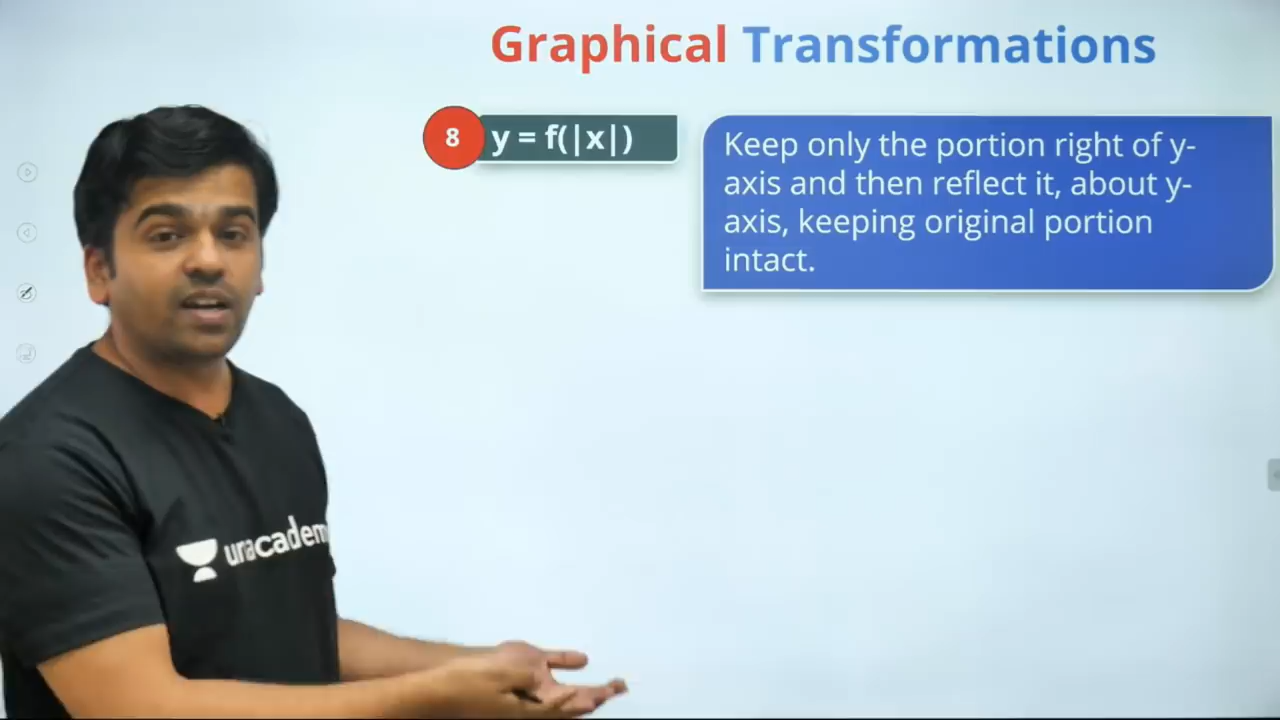 Graphical Transformations
8
y = f(|x|)
Keep only the portion right of y-
axis and then reflect it, about y-
axis, keeping original portion
intact.
unacadem